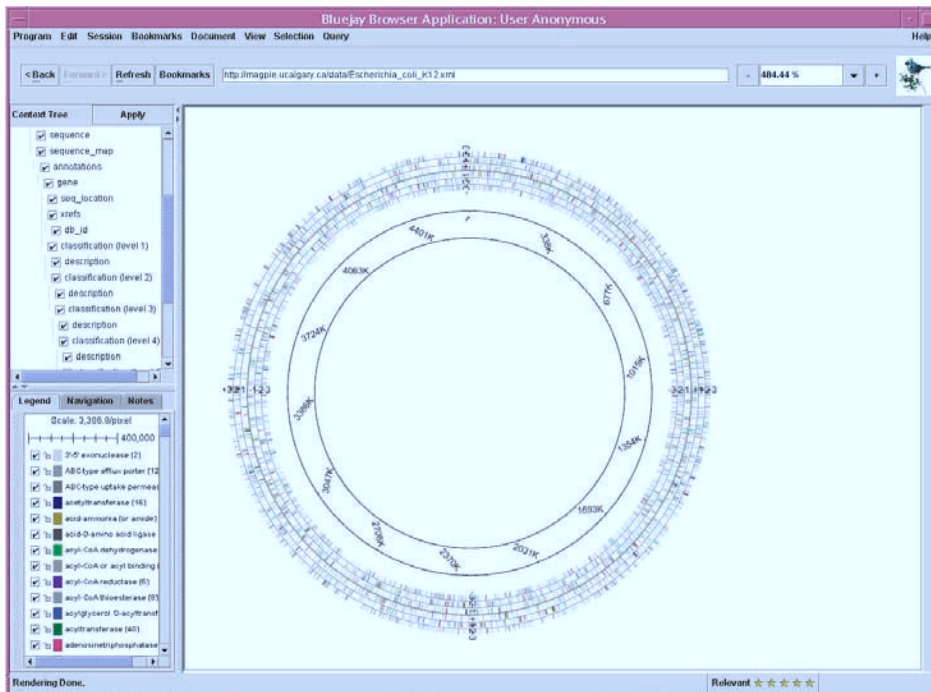 Bluejay Browser Application: User Anonymous
Program Edit Session Bookmarks Document View Selection Query Help
< Back Forward > Refresh Bookmarks http://magpie.ucalgary.ca/data/Escherichia_coli_K12.xml - 484.44 % +
Context Tree Apply
sequence
sequence_map
annotations
gene
seq_location
xrefs
db_id
classification (level 1)
description
classification (level 2)
description
classification (level 3)
description
classification (level 4)
description
338K
677K
1015K
1354K
1693K
2031K
2370K
2708K
3047K
3386K
3724K
4063K
4401K
Legend Navigation Notes
Scale: 3,386.9/pixel
400,000
3'-5' exonuclease (2)
ABC-type efflux porter (12
ABC-type uptake permea
acetyltransferase (16)
acid-ammonia (or amide)
acid-D-amino acid ligase
acyl-CoA dehydrogenase
acyl-CoA or acyl binding
acyl-CoA reductase (6)
acyl-CoA thioesterase (9)
acylglycerol O-acyltransf
acyltransferase (40)
adenosinetriphosphatase
Rendering Done. Relevant